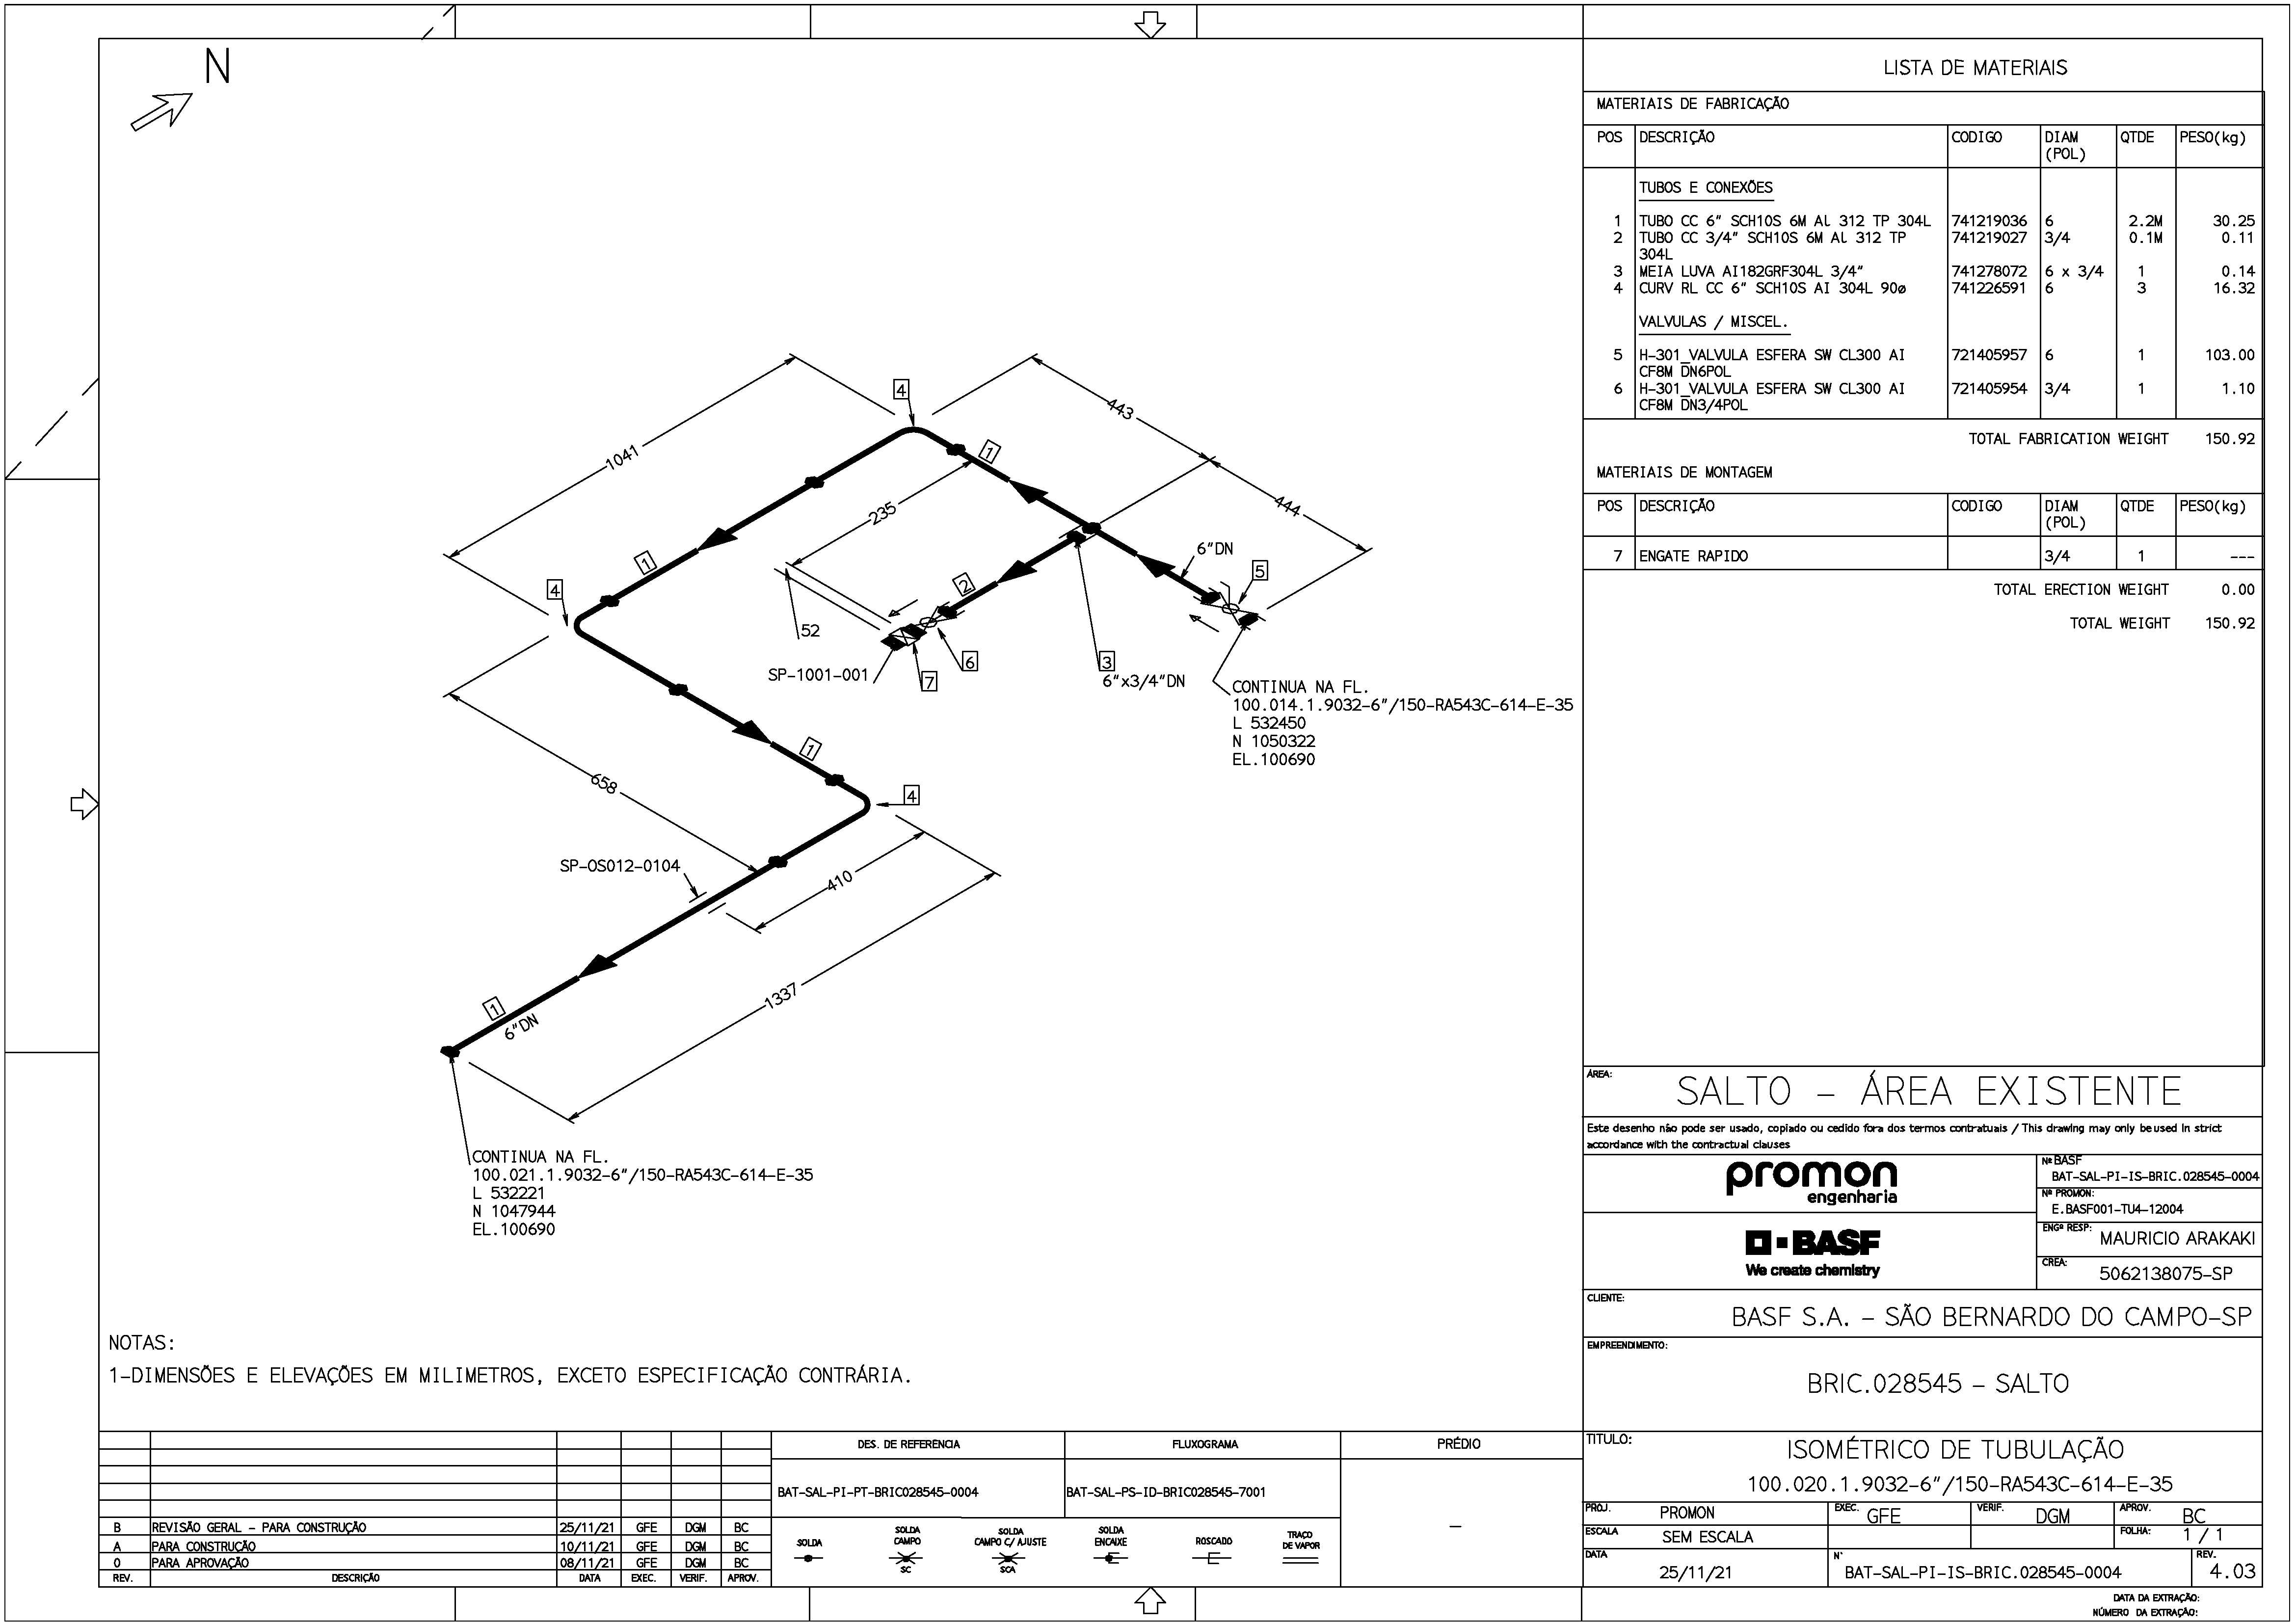 N
LISTA DE MATERIAIS
MATERIAIS DE FABRICAÇÃO
POS DESCRIÇÃO CODIGO DIAM (POL) QTDE PESO(kg)
TUBOS E CONEXÕES
1 TUBO CC 6" SCH10S 6M Al 312 TP 304L 741219036 6 2.2M 30.25
2 TUBO CC 3/4" SCH10S 6M Al 312 TP 741219027 3/4 0.1M 0.11
304L
3 MEIA LUVA AI182GRF304L 3/4" 741278072 6 x 3/4 1 0.14
4 CURV RL CC 6" SCH10S AI 304L 90ø 741226591 6 3 16.32
VALVULAS / MISCEL.
5 H-301_VALVULA ESFERA SW CL300 AI 721405957 6 1 103.00
CF8M DN6POL
6 H-301_VALVULA ESFERA SW CL300 AI 721405954 3/4 1 1.10
CF8M DN3/4POL
TOTAL FABRICATION WEIGHT 150.92
MATERIAIS DE MONTAGEM
POS DESCRIÇÃO CODIGO DIAM (POL) QTDE PESO(kg)
7 ENGATE RAPIDO 3/4 1 ---
TOTAL ERECTION WEIGHT 0.00
TOTAL WEIGHT 150.92
4
443
1041
1
235
444
6"DN
5
1
4
2
52
SP-1001-001
6
7
3
6"x3/4"DN
CONTINUA NA FL.
100.014.1.9032-6"/150-RA543C-614-E-35
L 532450
N 1050322
EL.100690
1
658
4
SP-OS012-0104
410
1337
1
6"DN
CONTINUA NA FL.
100.021.1.9032-6"/150-RA543C-614-E-35
L 532221
N 1047944
EL.100690
NOTAS:
1-DIMENSÕES E ELEVAÇÕES EM MILIMETROS, EXCETO ESPECIFICAÇÃO CONTRÁRIA.
ÁREA:
SALTO - ÁREA EXISTENTE
Este desenho não pode ser usado, copiado ou cedido fora dos termos contratuais / This drawing may only be used in strict
accordance with the contractual clauses
promon
engenharia
Nº BASF
BAT-SAL-PI-IS-BRIC.028545-0004
Nº PROMON:
E.BASF001-TU4-12004
BASF
We create chemistry
ENGº RESP:
MAURICIO ARAKAKI
CREA:
5062138075-SP
CLIENTE:
BASF S.A. - SÃO BERNARDO DO CAMPO-SP
EMPREENDIMENTO:
BRIC.028545 - SALTO
TITULO:
ISOMÉTRICO DE TUBULAÇÃO
100.020.1.9032-6"/150-RA543C-614-E-35
PROJ. PROMON EXEC. GFE VERIF. DGM APROV. BC
ESCALA SEM ESCALA FOLHA: 1 / 1
DATA 25/11/21 N° BAT-SAL-PI-IS-BRIC.028545-0004 REV. 4.03
DATA DA EXTRAÇÃO:
NÚMERO DA EXTRAÇÃO:
B REVISÃO GERAL - PARA CONSTRUÇÃO 25/11/21 GFE DGM BC
A PARA CONSTRUÇÃO 10/11/21 GFE DGM BC
0 PARA APROVAÇÃO 08/11/21 GFE DGM BC
REV. DESCRIÇÃO DATA EXEC. VERIF. APROV.
DES. DE REFERÊNCIA FLUXOGRAMA PRÉDIO
BAT-SAL-PI-PT-BRIC028545-0004 BAT-SAL-PS-ID-BRIC028545-7001 -
SOLDA
SOLDA CAMPO
SC
SOLDA CAMPO C/ AJUSTE
SCA
SOLDA ENCAIXE
ROSCADO
TRAÇO DE VAPOR